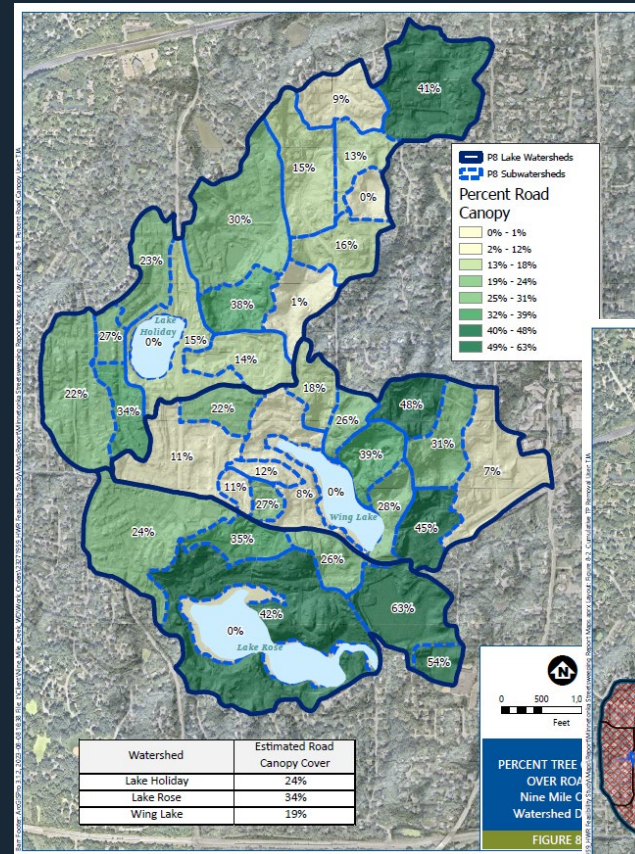 41%
9%
15%
13%
0%
30%
16%
23%
38%
1%
Lake
Holiday
0%
27%
15%
14%
22%
34%
18%
22%
26%
48%
31%
7%
11%
39%
12%
11%
8%
0%
27%
Wing Lake
28%
45%
24%
35%
26%
42%
63%
0%
Lake Rose
54%
P8 Lake Watersheds
P8 Subwatersheds
Percent Road
Canopy
0% - 1%
2% - 12%
13% - 18%
19% - 24%
25% - 31%
32% - 39%
40% - 48%
49% - 63%
Watershed
Estimated Road
Canopy Cover
Lake Holiday 24%
Lake Rose 34%
Wing Lake 19%
N
0 500 1,0
Feet
PERCENT TREE
OVER ROA
Nine Mile C
Watershed D
FIGURE 8